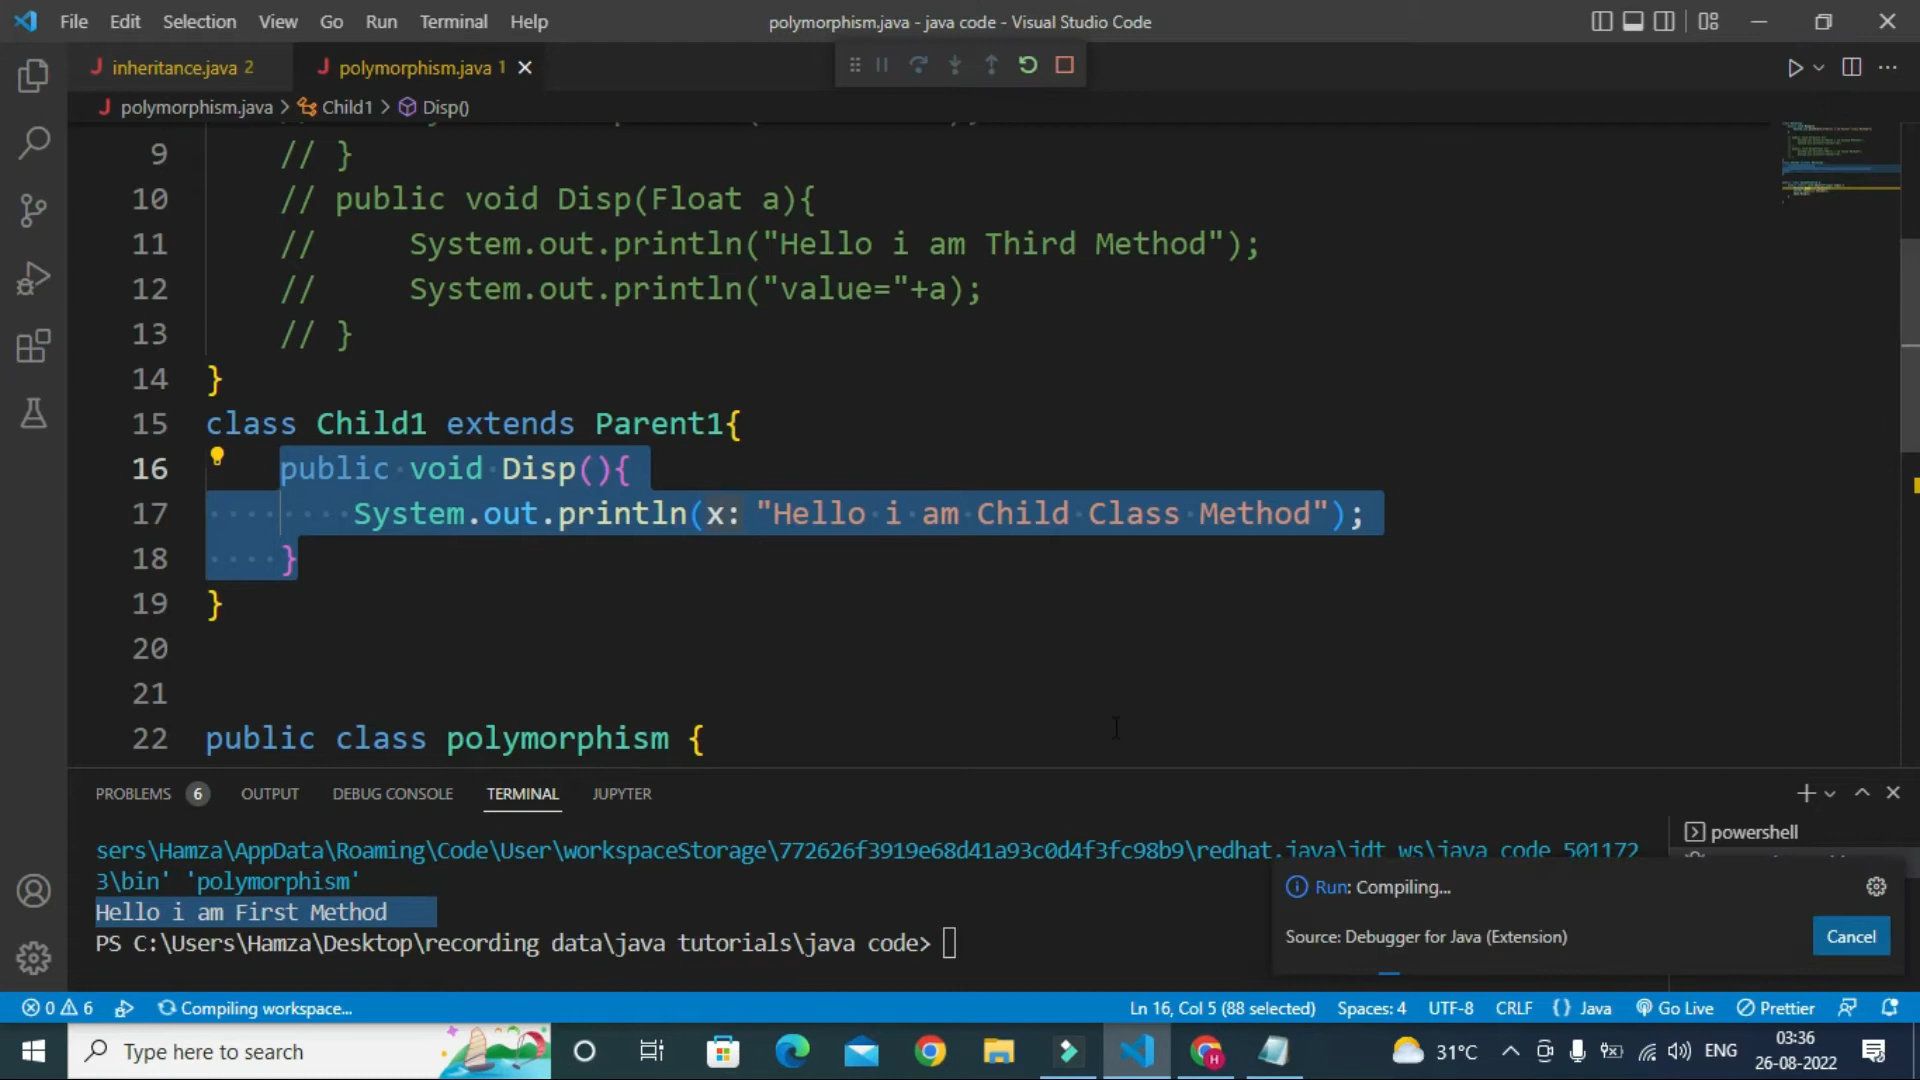 File Edit Selection View Go Run Terminal Help
polymorphism.java - java code - Visual Studio Code
inheritance.java 2
polymorphism.java 1
polymorphism.java > Child1 > Disp()
9 // }
10 // public void Disp(Float a){
11 // System.out.println("Hello i am Third Method");
12 // System.out.println("value="+a);
13 // }
14 }
15 class Child1 extends Parent1{
16 public void Disp(){
17 System.out.println(x: "Hello i am Child Class Method");
18 }
19 }
20
21
22 public class polymorphism {
PROBLEMS 6 OUTPUT DEBUG CONSOLE TERMINAL JUPYTER
sers\Hamza\AppData\Roaming\Code\User\workspaceStorage\772626f3919e68d41a93c0d4f3fc98b9\redhat.java\jdt_ws\java code_501172
3\bin' 'polymorphism'
Hello i am First Method
PS C:\Users\Hamza\Desktop\recording data\java tutorials\java code>
powershell
Run: Compiling...
Source: Debugger for Java (Extension)
Cancel
0 6 Compiling workspace...
Ln 16, Col 5 (88 selected) Spaces: 4 UTF-8 CRLF {} Java Go Live Prettier
Type here to search
31°C
ENG
03:36
26-08-2022